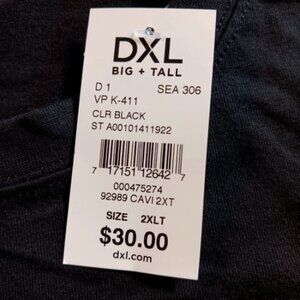 DXL
BIG + TALL
D 1 SEA 306
VP K-411
CLR BLACK
ST A00101411922
7 17151 12642 7
000475274
92989 CAVI 2XT
SIZE 2XLT
$30.00
dxl.com